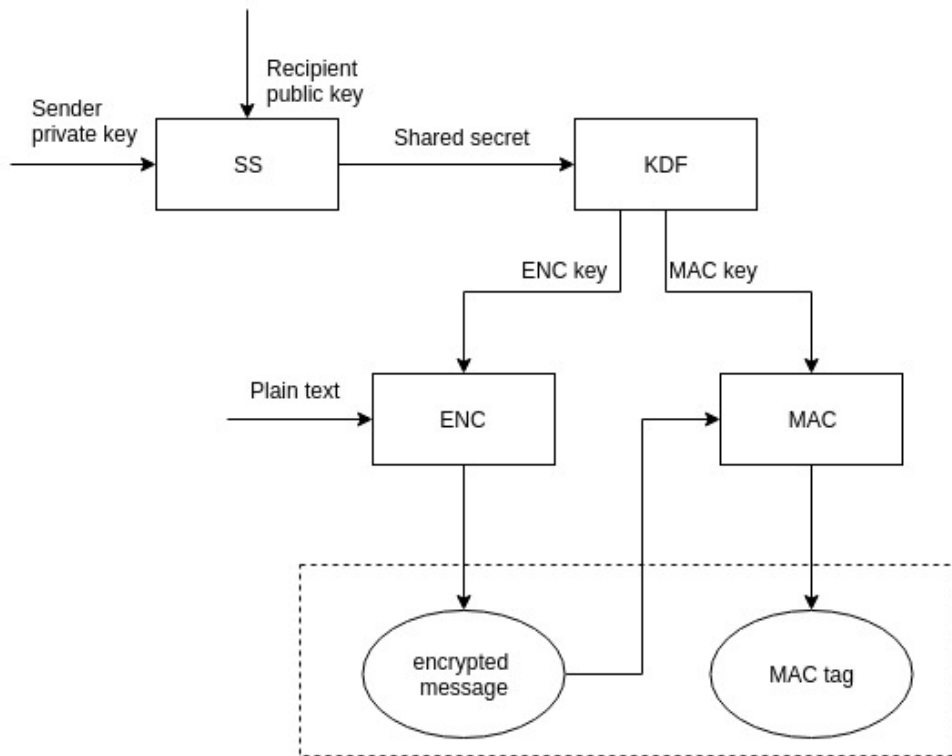 Recipient
public key
Sender
private key
SS
Shared secret
KDF
ENC key
MAC key
Plain text
ENC
MAC
encrypted
message
MAC tag